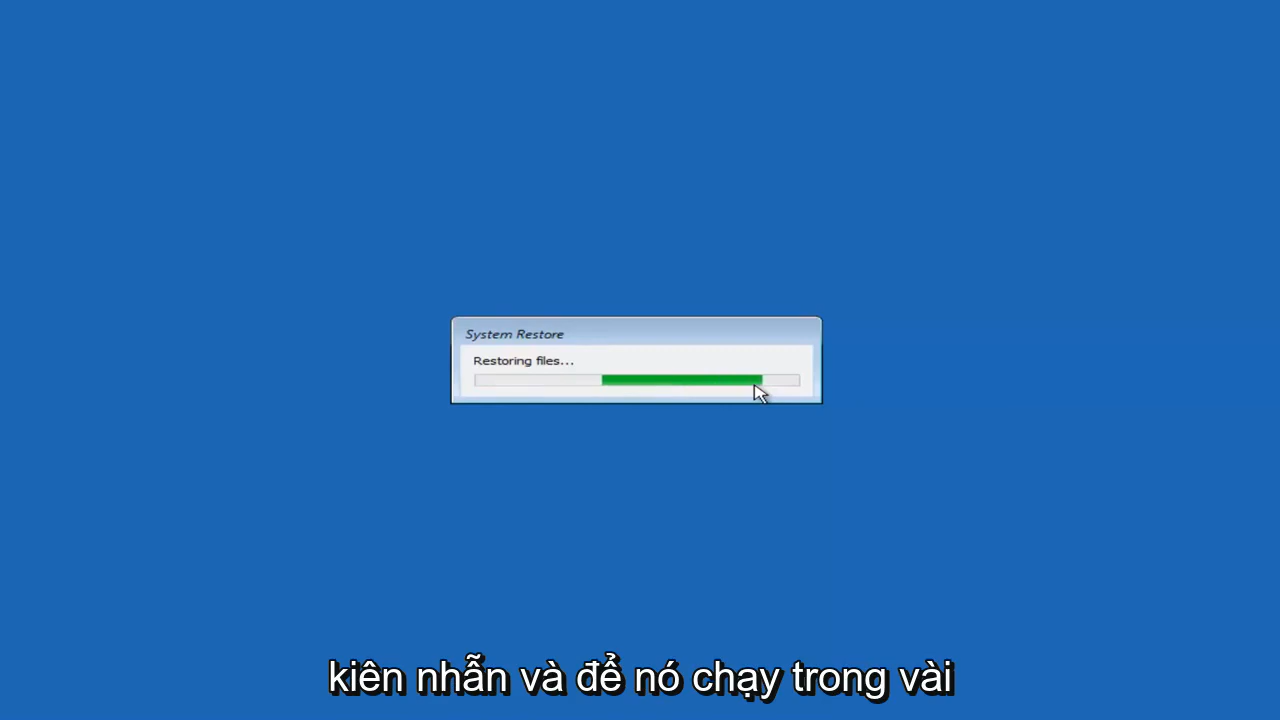 System Restore
Restoring files...
kiên nhẫn và để nó chạy trong vài